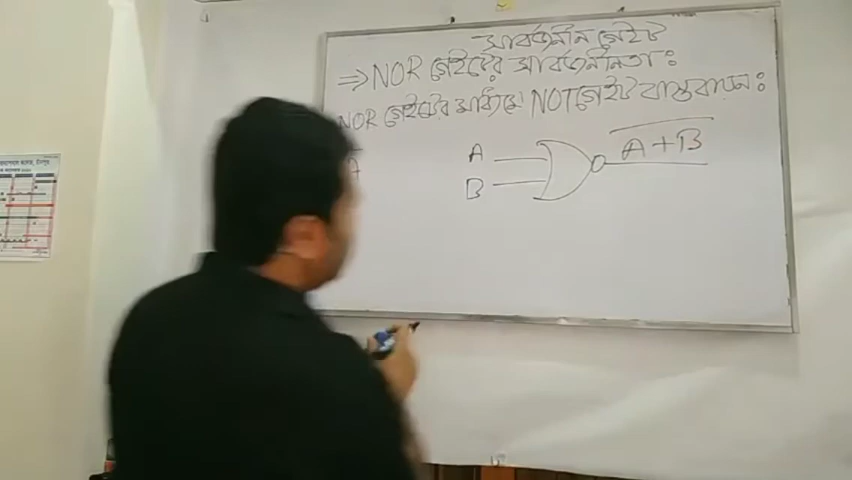 সার্বজনীন গেইট
⇒ NOR গেইটের সার্বজনীনতা:
NOR গেইটের মাধ্যমে NOT গেইট বাস্তবায়ন:
A
A
B
A + B